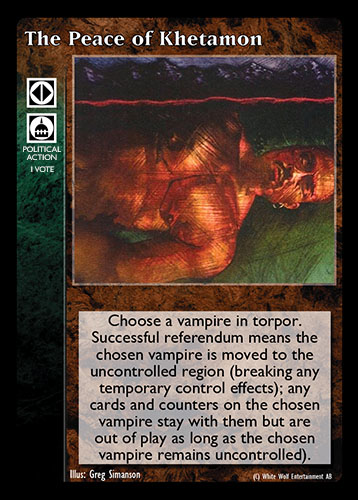 The Peace of Khetamon
POLITICAL
ACTION
1 VOTE
Choose a vampire in torpor.
Successful referendum means the
chosen vampire is moved to the
uncontrolled region (breaking any
temporary control effects); any
cards and counters on the chosen
vampire stay with them but are
out of play as long as the chosen
vampire remains uncontrolled).
Illus: Greg Simanson
(C) White Wolf Entertainment AB